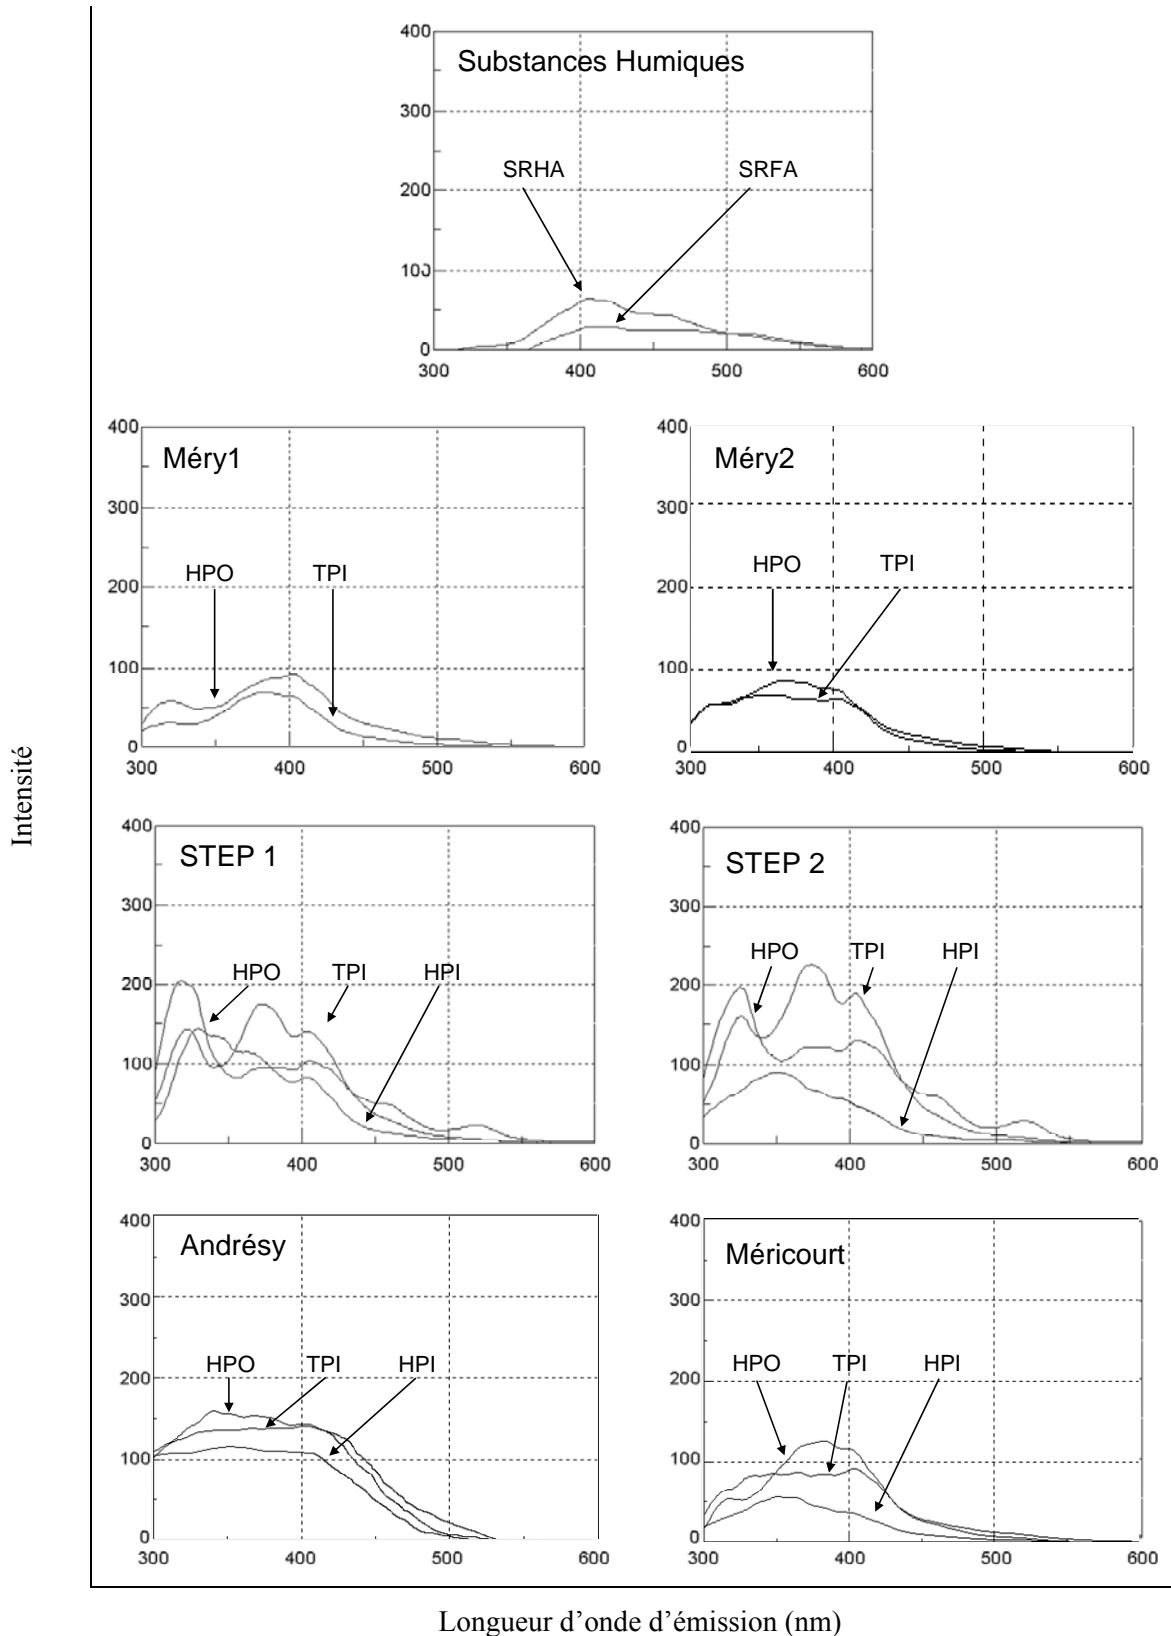 400
Substances Humiques
300
SRHA SRFA
200
100
0
300 400 500 600
400 400
Méry1 Méry2
300 300
HPO TPI HPO TPI
200 200
100 100
0 0
300 400 500 600 300 400 500 600
Intensité
400 400
STEP 1 STEP 2
300 300
HPO TPI HPI HPO TPI HPI
200 200
100 100
0 0
300 400 500 600 300 400 500 600
400 400
Andrésy Méricourt
300 300
HPO TPI HPI HPO TPI HPI
200 200
100 100
0 0
300 400 500 600 300 400 500 600
Longueur d’onde d’émission (nm)